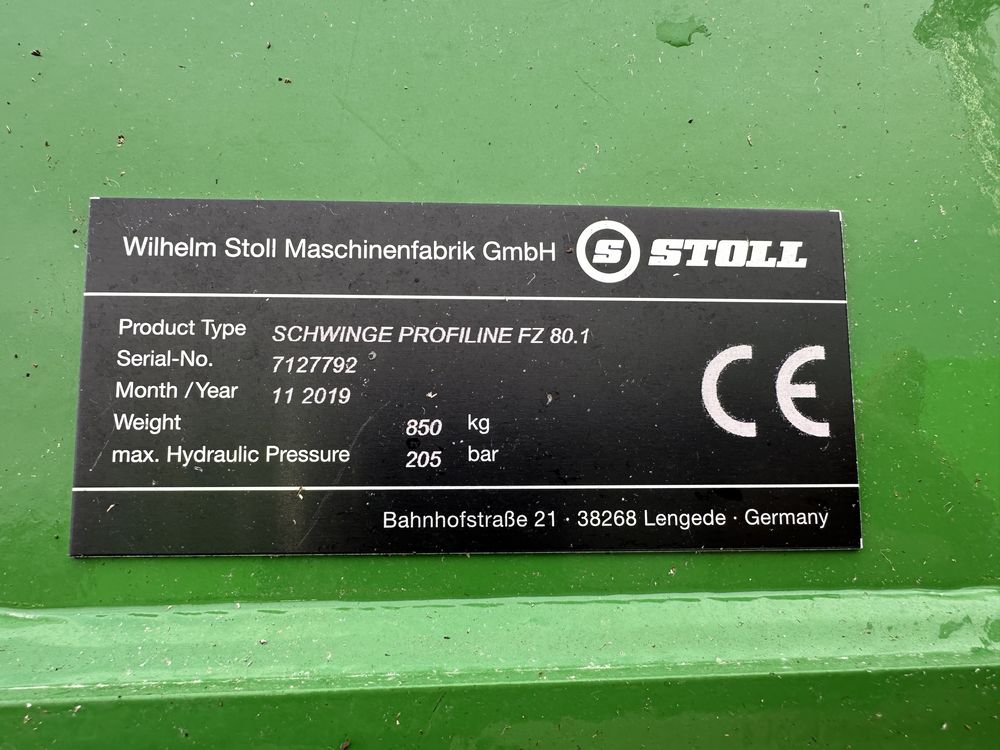 Wilhelm Stoll Maschinenfabrik GmbH S STOLL
Product Type SCHWINGE PROFILINE FZ 80.1
Serial-No. 7127792
Month / Year 11 2019
Weight 850 kg
max. Hydraulic Pressure 205 bar
CE
Bahnhofstraße 21 · 38268 Lengede · Germany